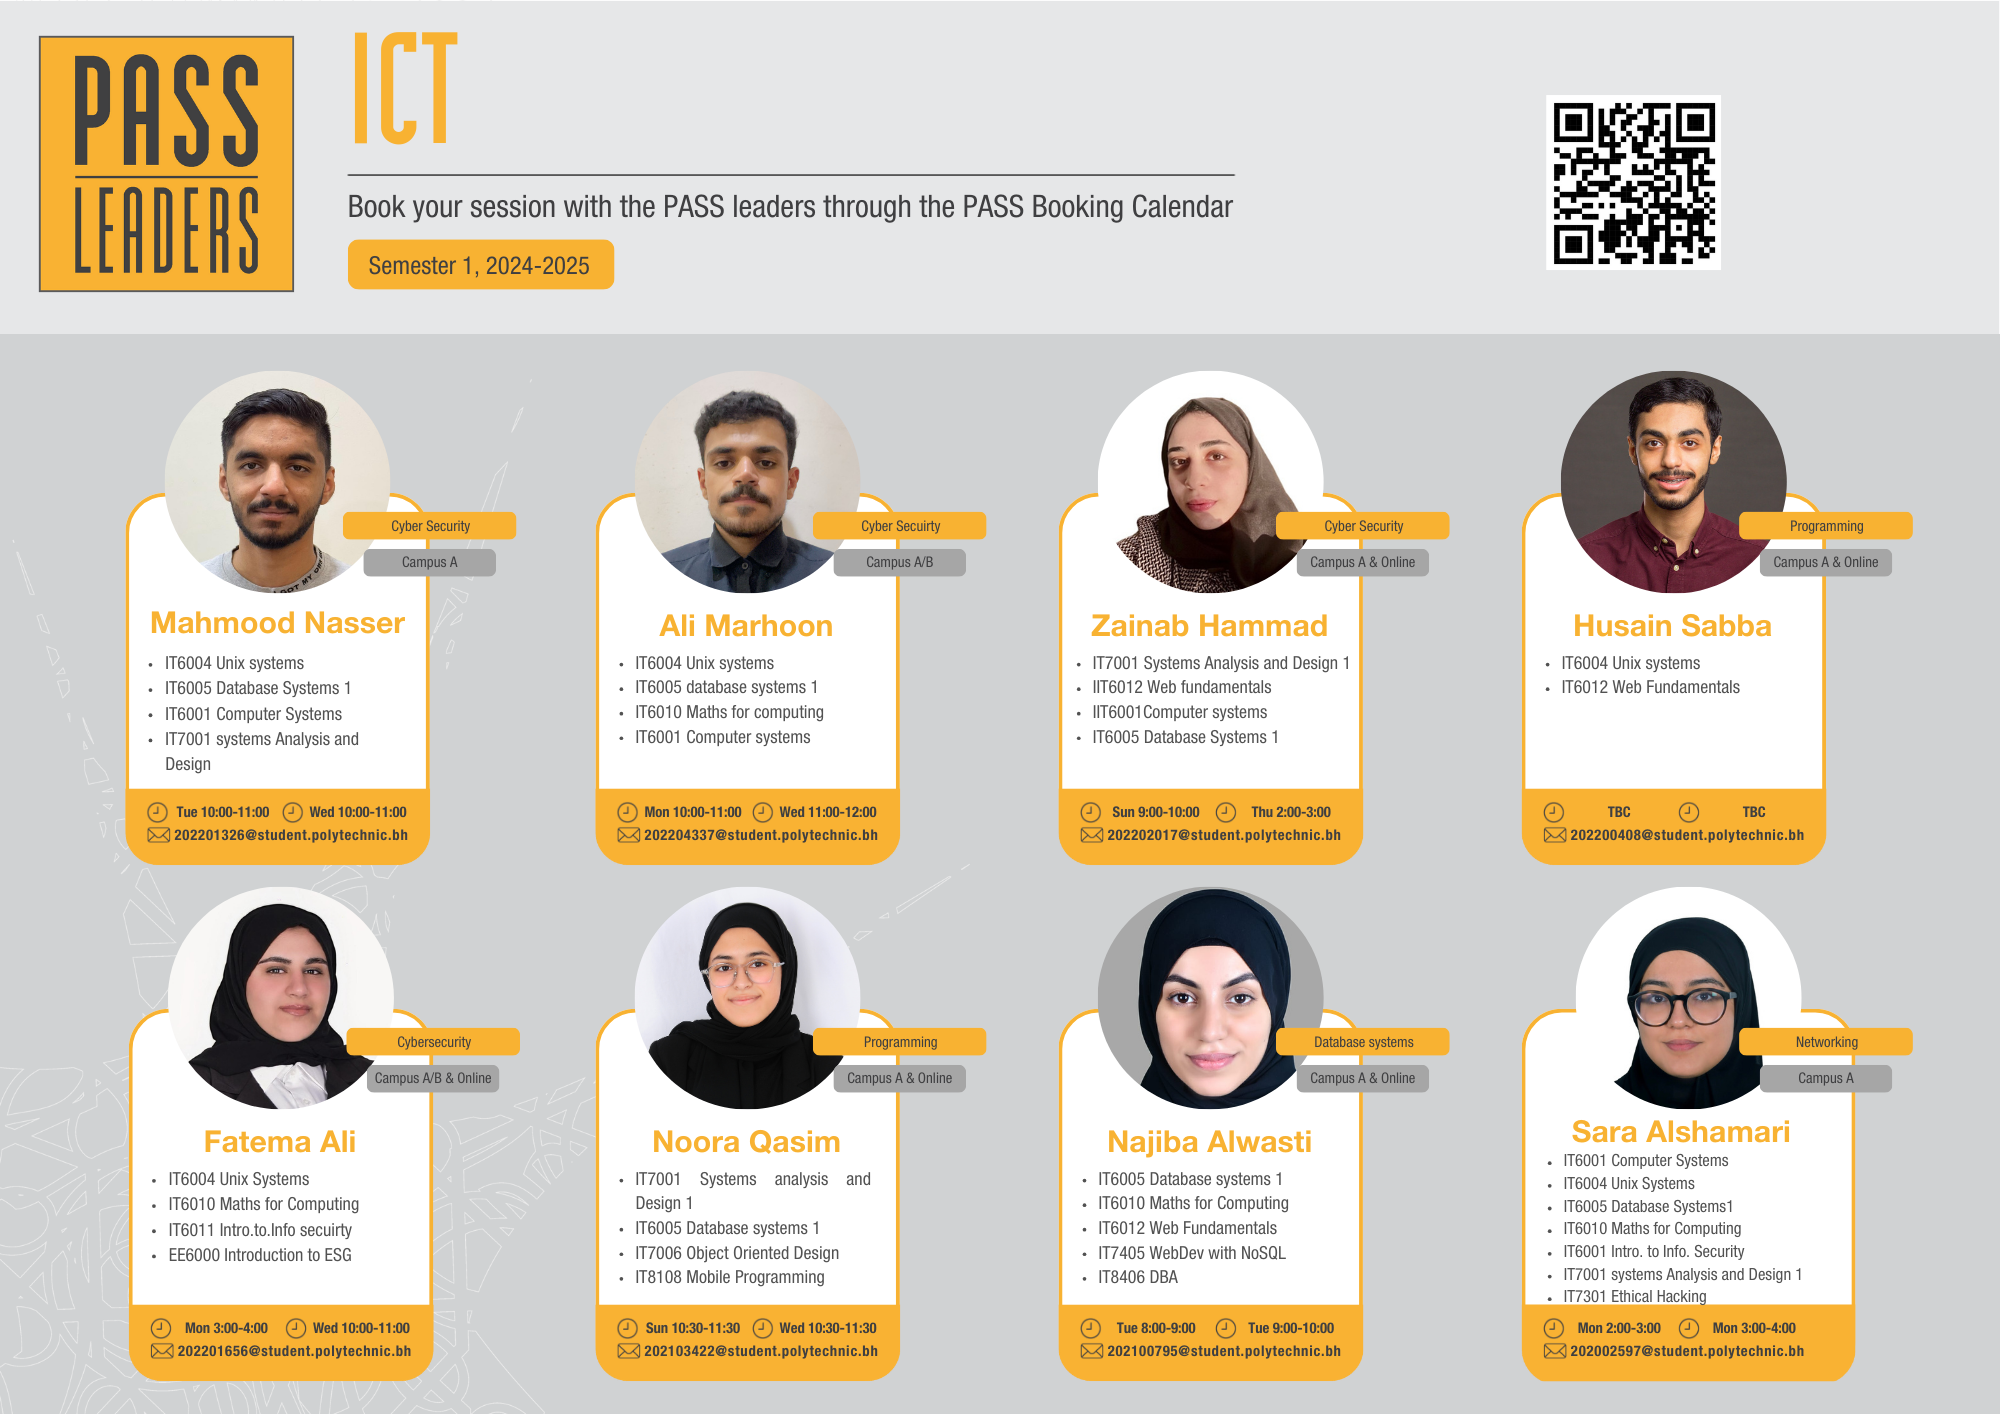 PASS
LEADERS
ICT
Book your session with the PASS leaders through the PASS Booking Calendar
Semester 1, 2024-2025
Cyber Security
Campus A
Mahmood Nasser
• IT6004 Unix systems
• IT6005 Database Systems 1
• IT6001 Computer Systems
• IT7001 systems Analysis and
Design
Tue 10:00-11:00 Wed 10:00-11:00
202201326@student.polytechnic.bh
Cyber Secuirty
Campus A/B
Ali Marhoon
• IT6004 Unix systems
• IT6005 database systems 1
• IT6010 Maths for computing
• IT6001 Computer systems
Mon 10:00-11:00 Wed 11:00-12:00
202204337@student.polytechnic.bh
Cyber Security
Campus A & Online
Zainab Hammad
• IT7001 Systems Analysis and Design 1
• IIT6012 Web fundamentals
• IIT6001Computer systems
• IT6005 Database Systems 1
Sun 9:00-10:00 Thu 2:00-3:00
202202017@student.polytechnic.bh
Programming
Campus A & Online
Husain Sabba
• IT6004 Unix systems
• IT6012 Web Fundamentals
TBC TBC
202200408@student.polytechnic.bh
Cybersecurity
Campus A/B & Online
Fatema Ali
• IT6004 Unix Systems
• IT6010 Maths for Computing
• IT6011 Intro.to.Info secuirty
• EE6000 Introduction to ESG
Mon 3:00-4:00 Wed 10:00-11:00
202201656@student.polytechnic.bh
Programming
Campus A & Online
Noora Qasim
• IT7001 Systems analysis and
Design 1
• IT6005 Database systems 1
• IT7006 Object Oriented Design
• IT8108 Mobile Programming
Sun 10:30-11:30 Wed 10:30-11:30
202103422@student.polytechnic.bh
Database systems
Campus A & Online
Najiba Alwasti
• IT6005 Database systems 1
• IT6010 Maths for Computing
• IT6012 Web Fundamentals
• IT7405 WebDev with NoSQL
• IT8406 DBA
Tue 8:00-9:00 Tue 9:00-10:00
202100795@student.polytechnic.bh
Networking
Campus A
Sara Alshamari
• IT6001 Computer Systems
• IT6004 Unix Systems
• IT6005 Database Systems1
• IT6010 Maths for Computing
• IT6001 Intro. to Info. Security
• IT7001 systems Analysis and Design 1
• IT7301 Ethical Hacking
Mon 2:00-3:00 Mon 3:00-4:00
202002597@student.polytechnic.bh